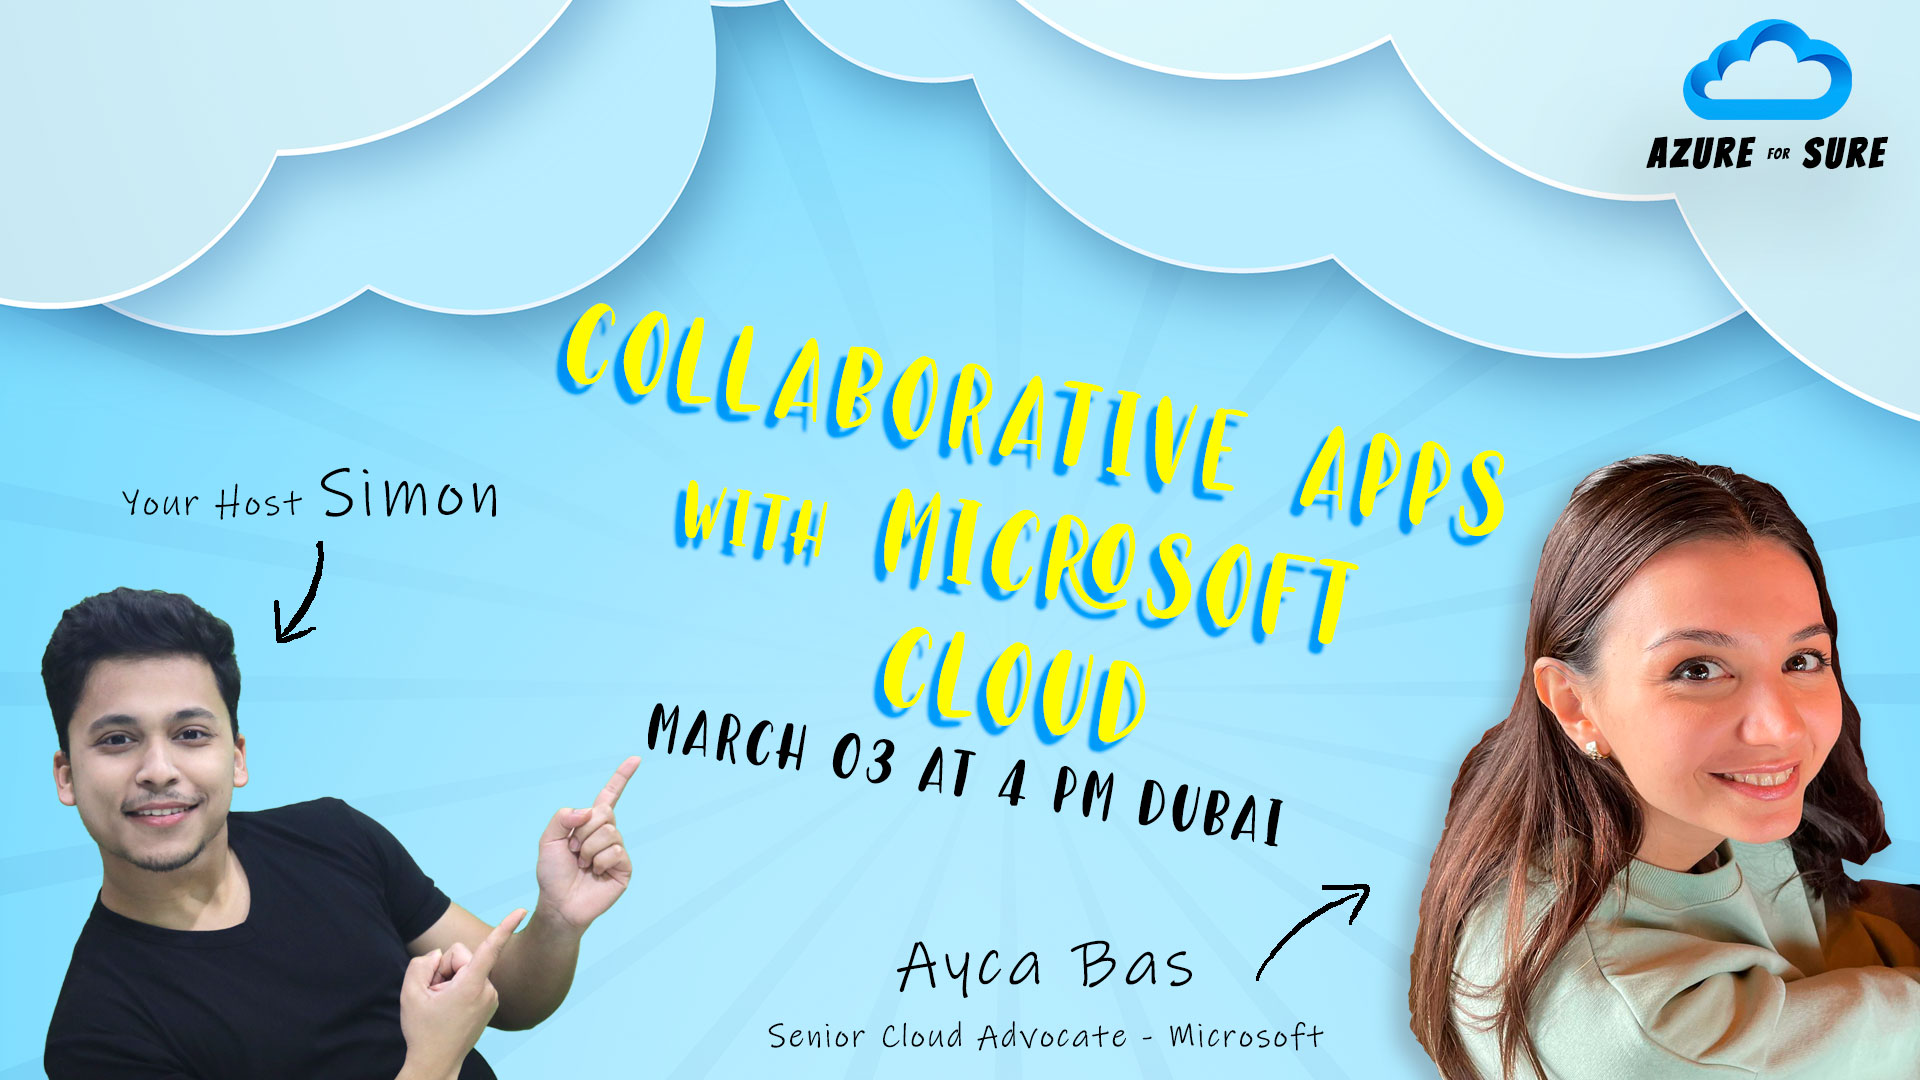 AZURE FOR SURE
COLLABORATIVE APPS
WITH MICROSOFT
CLOUD
MARCH 03 AT 4 PM DUBAI
Your Host Simon
Ayca Bas
Senior Cloud Advocate - Microsoft